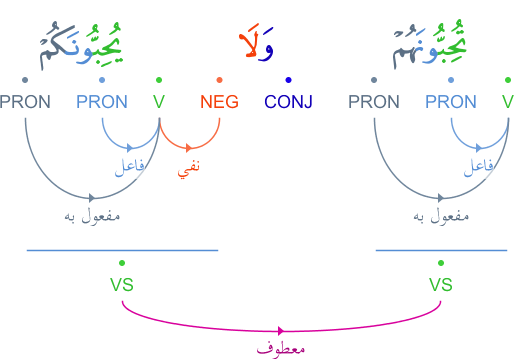 تُحِبُّونَهُمْ وَلَا يُحِبُّونَكُمْ
PRON PRON V NEG CONJ PRON PRON V
فاعل نفي فاعل
مفعول به مفعول به
VS VS
معطوف